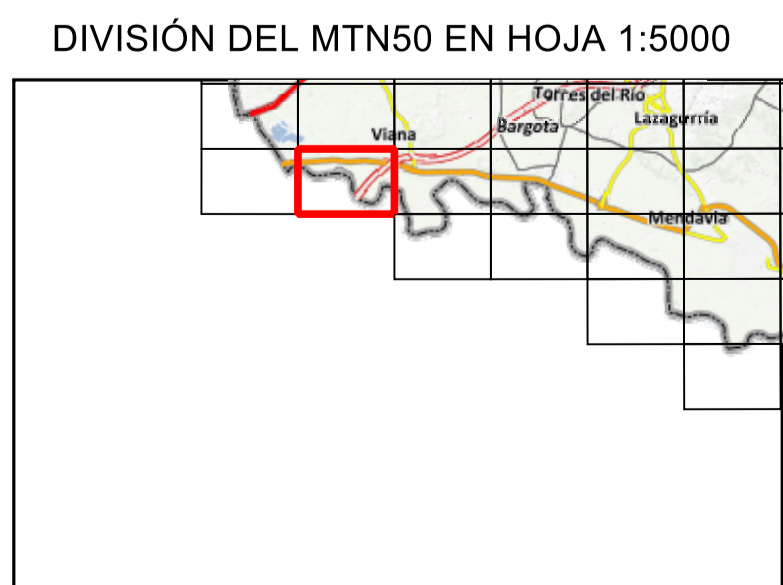 DIVISIÓN DEL MTN50 EN HOJA 1:5000
Torres del Río
Lazagurría
Bargota
Viana
Mendavia